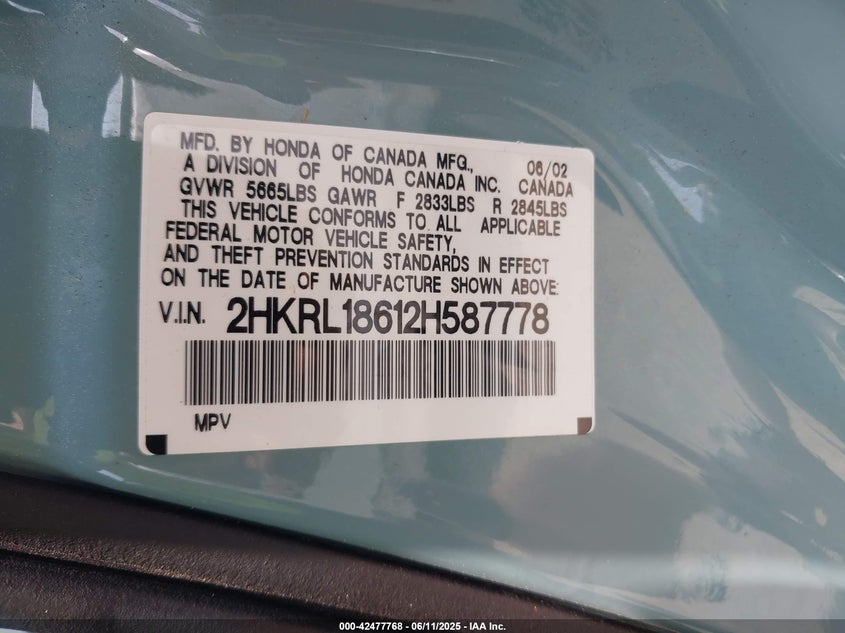 MFD. BY HONDA OF CANADA MFG., 06/02
A DIVISION OF HONDA CANADA INC. CANADA
GVWR 5665LBS GAWR F 2833LBS R 2845LBS
THIS VEHICLE CONFORMS TO ALL APPLICABLE
FEDERAL MOTOR VEHICLE SAFETY,
AND THEFT PREVENTION STANDARDS IN EFFECT
ON THE DATE OF MANUFACTURE SHOWN ABOVE:
V.I.N. 2HKRL18612H587778
MPV
000-42477768 - 06/11/2025 - IAA Inc.